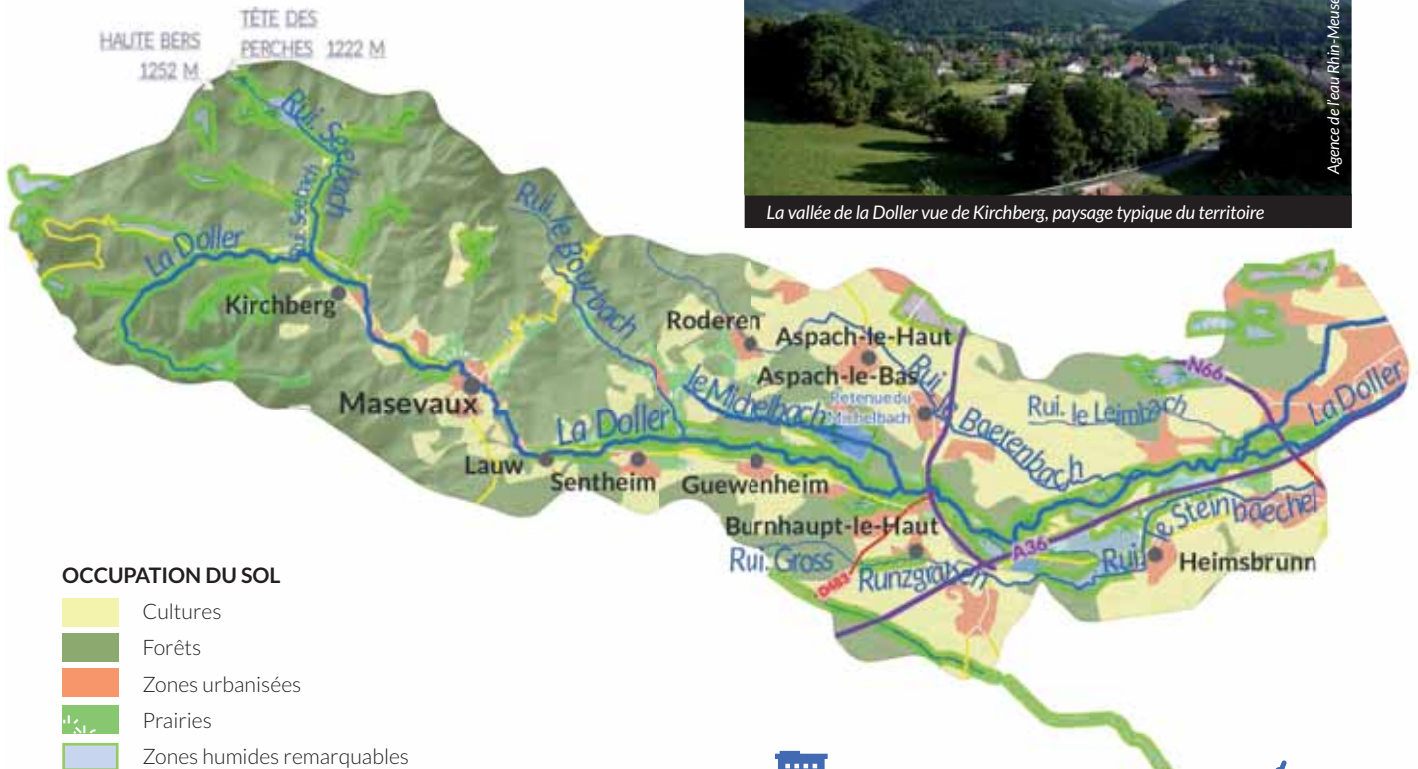 TÊTE DES
PERCHES 1222 M
HAUTE BERS
1252 M
Rui. Seebach
Rui. Seebach
La Doller
Kirchberg
Masevaux
Rui. le Bourbach
Lauw
La Doller
Sentheim
Guewenheim
Roderen
le Michelbach
Aspach-le-Haut
Aspach-le-Bas
Retenue du
Michelbach
Rui. le Baerenbach
Rui. le Leimbach
N66
La Doller
Burnhaupt-le-Haut
Rui. Gross
Runzgraben
D483
A36
Rui. le Steinbaechel
Heimsbrunn
Agence de l'eau Rhin-Meuse
La vallée de la Doller vue de Kirchberg, paysage typique du territoire
OCCUPATION DU SOL
Cultures
Forêts
Zones urbanisées
Prairies
Zones humides remarquables